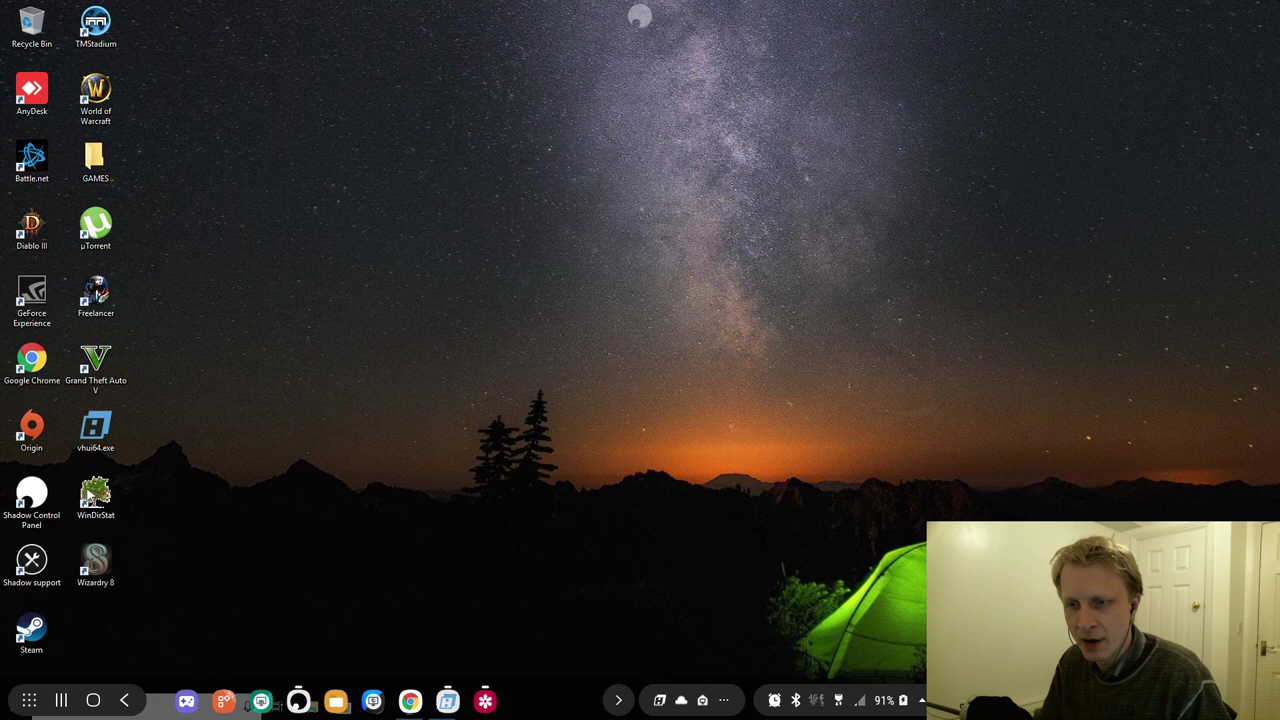 Recycle Bin
TMStadium
AnyDesk
World of
Warcraft
Battle.net
GAMES
Diablo III
µTorrent
GeForce
Experience
Freelancer
Google Chrome
Grand Theft Auto
V
Origin
vhui64.exe
Shadow Control
Panel
WinDirStat
Shadow support
Wizardry 8
Steam
91%